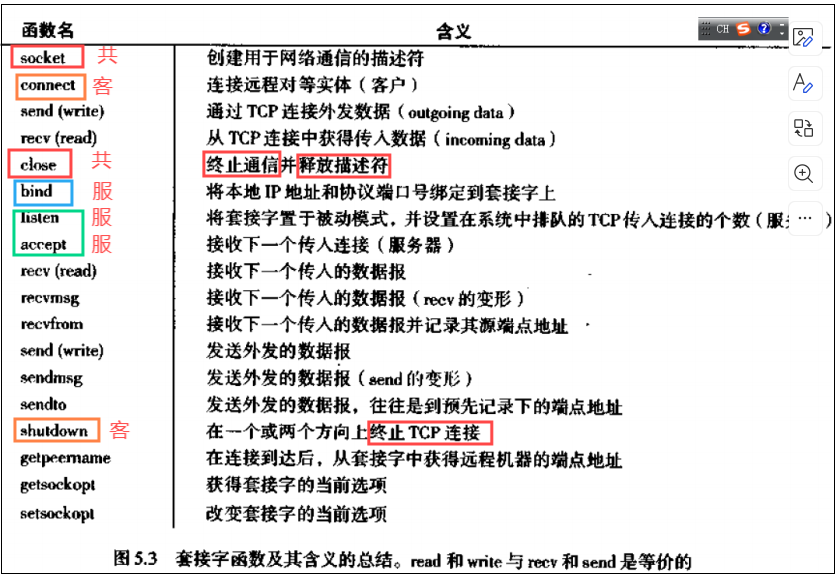 函数名 含义
CH
socket 共 创建用于网络通信的描述符
connect 客 连接远程对等实体（客户）
send (write) 通过 TCP 连接外发数据（outgoing data）
recv (read) 从 TCP 连接中获得传入数据（incoming data）
close 共 终止通信并释放描述符
bind 服 将本地 IP 地址和协议端口号绑定到套接字上
listen 服 将套接字置于被动模式，并设置在系统中排队的 TCP 传入连接的个数（服 ）
accept 服 接收下一个传入连接（服务器）
recv (read) 接收下一个传入的数据报
recvmsg 接收下一个传入的数据报（recv 的变形）
recvfrom 接收下一个传入的数据报并记录其源端点地址
send (write) 发送外发的数据报
sendmsg 发送外发的数据报（send 的变形）
sendto 发送外发的数据报，往往是到预先记录下的端点地址
shutdown 客 在一个或两个方向上终止 TCP 连接
getpeername 在连接到达后，从套接字中获得远程机器的端点地址
getsockopt 获得套接字的当前选项
setsockopt 改变套接字的当前选项
图 5.3 套接字函数及其含义的总结。read 和 write 与 recv 和 send 是等价的